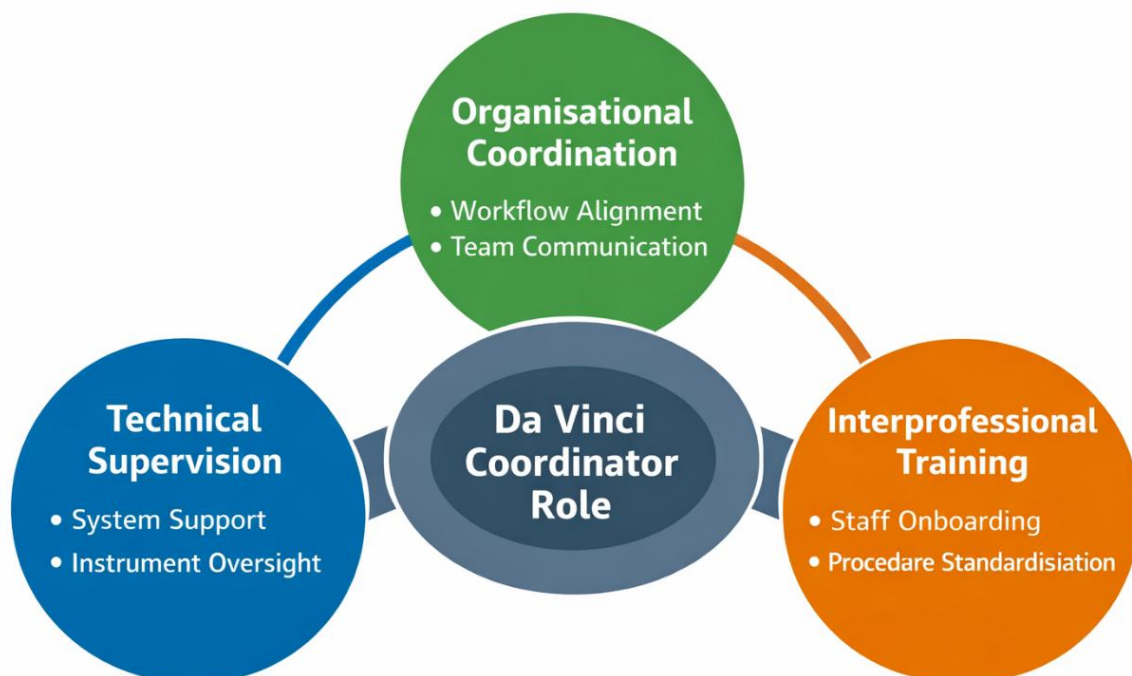 Organisational
Coordination
• Workflow Alignment
• Team Communication
Da Vinci
Coordinator
Role
Technical
Supervision
• System Support
• Instrument Oversight
Interprofessional
Training
• Staff Onboarding
• Procedare Standardisiation